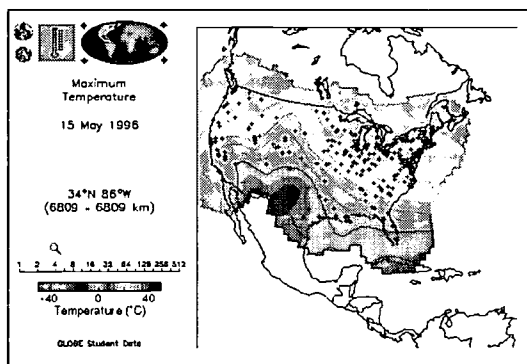 Maximum
Temperature
15 May 1996
34°N 86°W
(6809 - 6809 km)
1 2 4 8 16 32 64 128 256 512
-40 0 40
Temperature (°C)
GLOBE Student Data